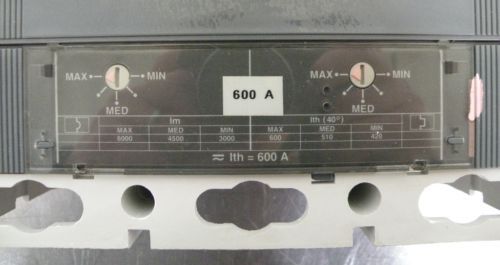 MAX MIN MAX MIN
MED 600 A MED
Im Ith (40°)
MAX MED MIN MAX MED MIN
6000 4500 3000 600 510 420
≂ Ith = 600 A